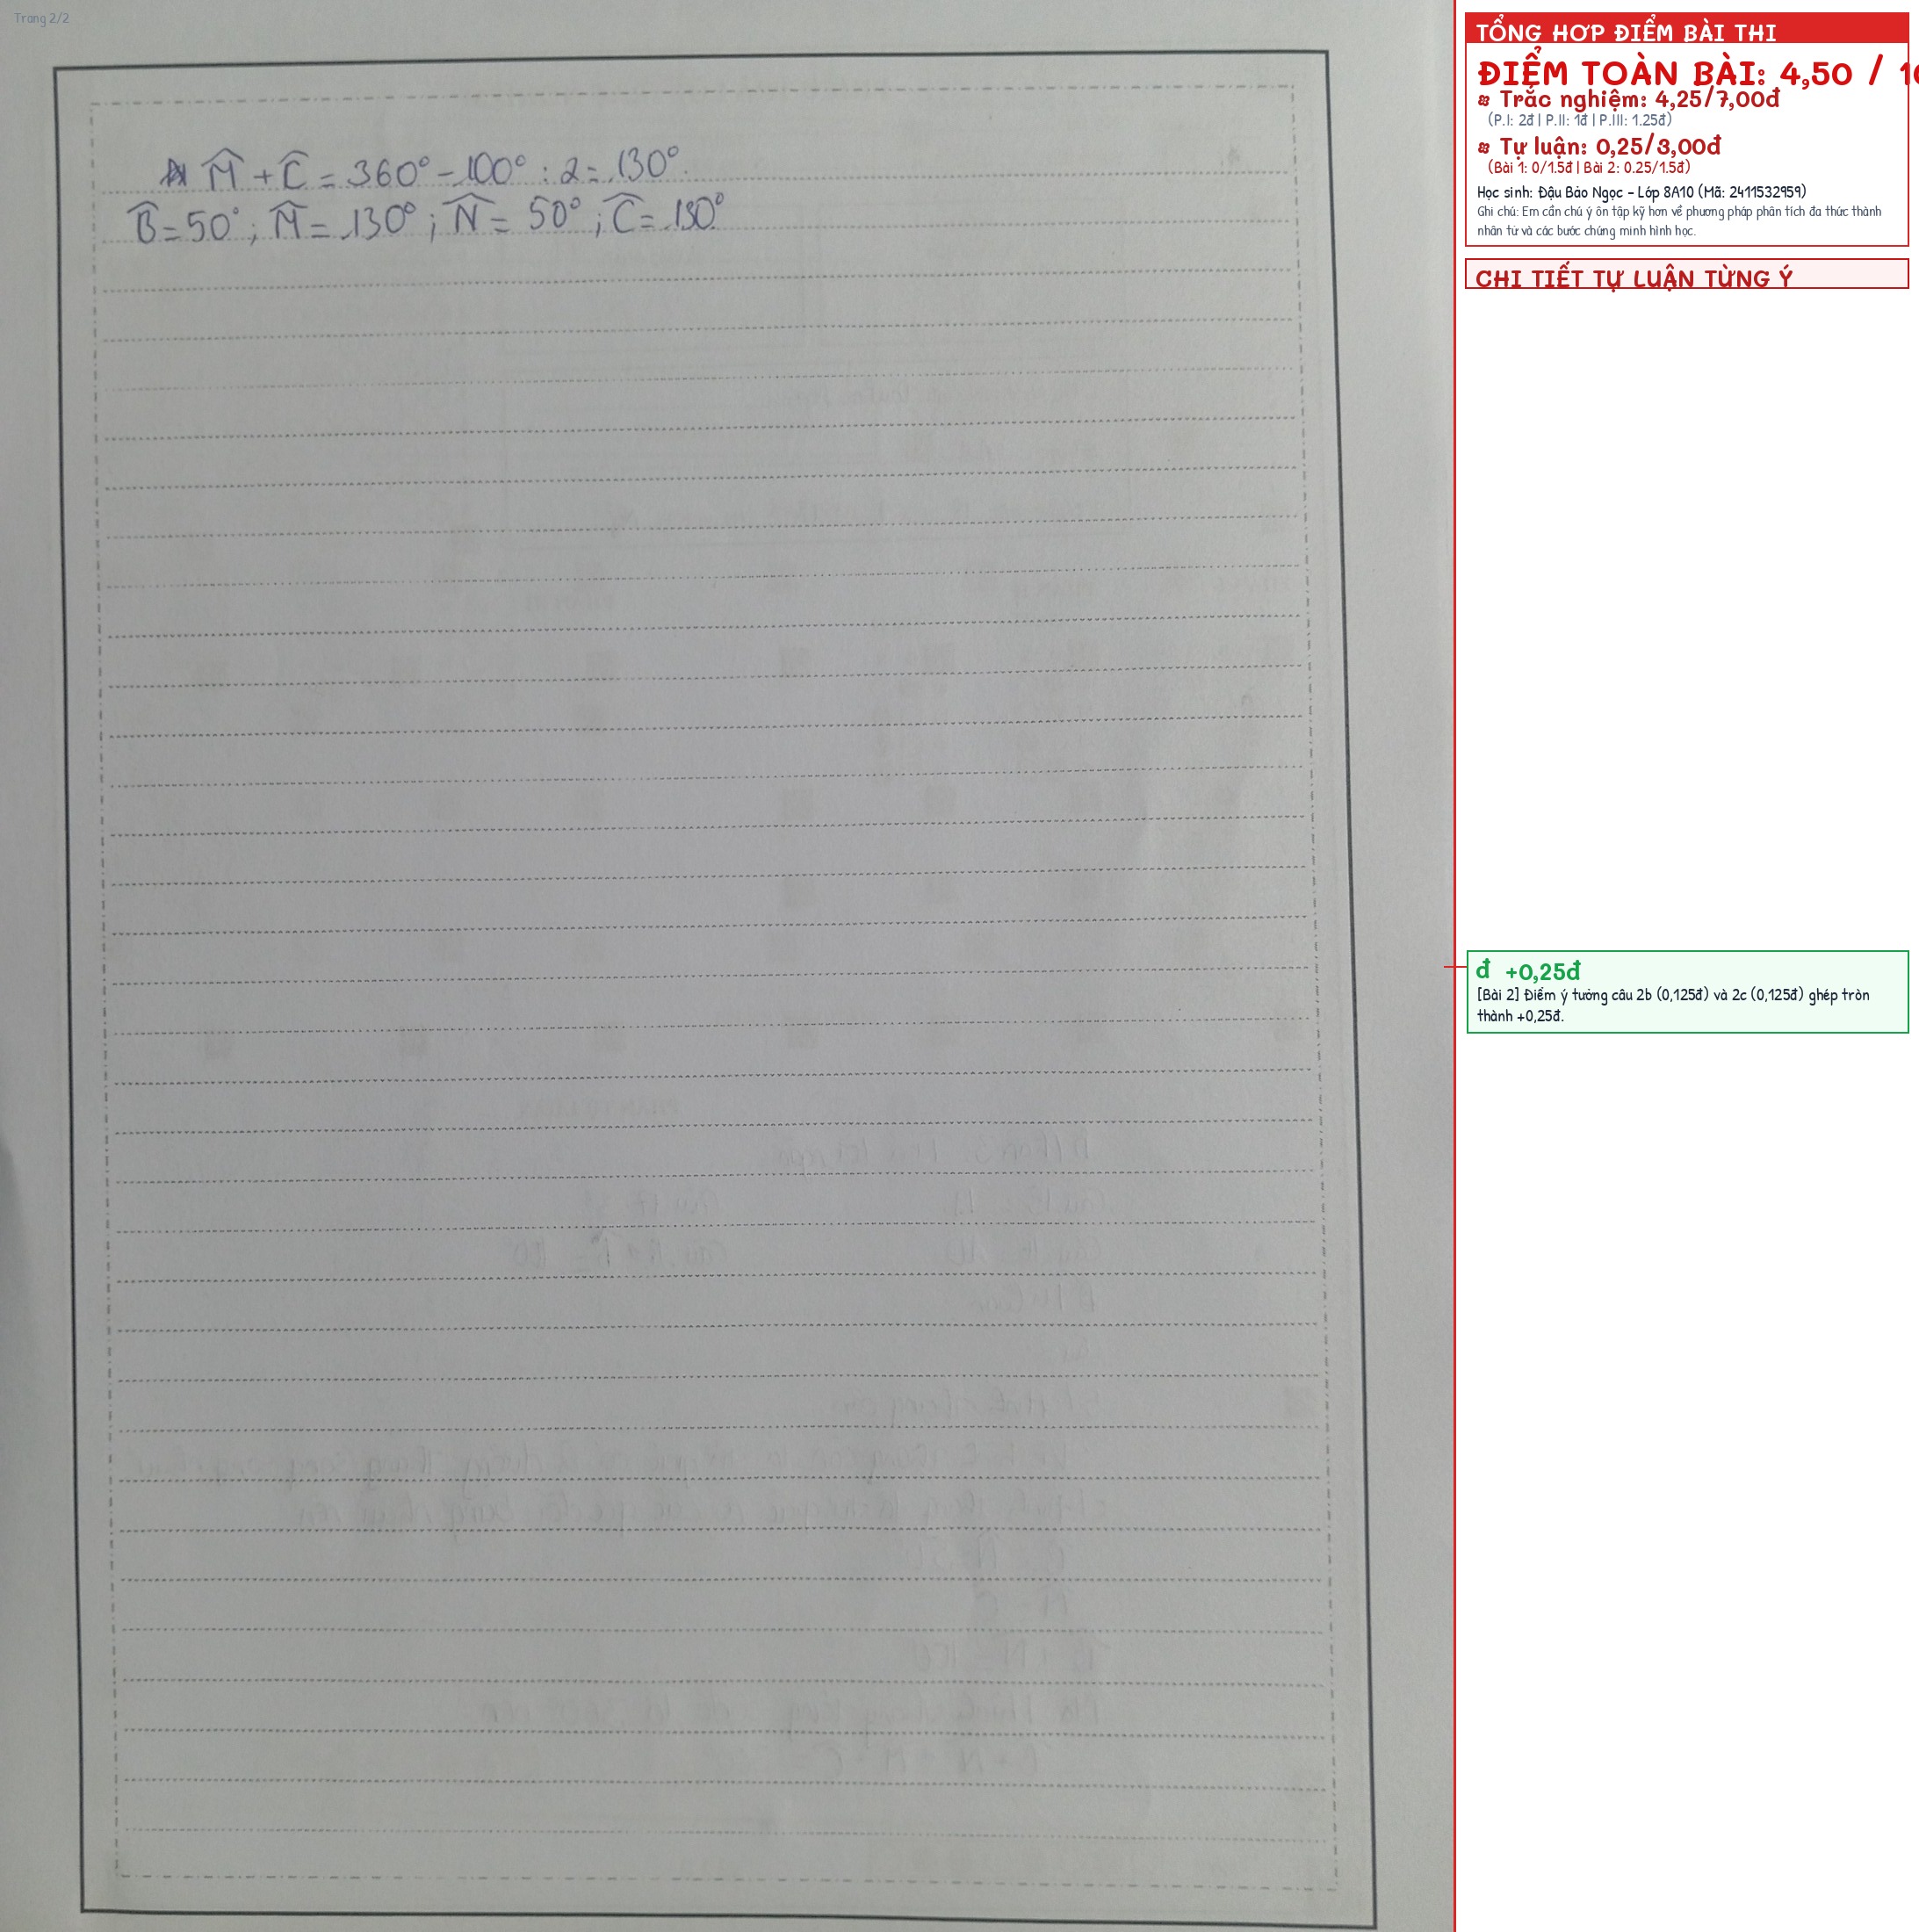 Trang 2/2
M̂ + Ĉ = 360° - 100° : 2 = 130°.
B̂ = 50° ; M̂ = 130° ; N̂ = 50° ; Ĉ = 130°.
TỔNG HỢP ĐIỂM BÀI THI
ĐIỂM TOÀN BÀI: 4,50 / 10
Trắc nghiệm: 4,25/7,00đ
(P.I: 2đ | P.II: 1đ | P.III: 1.25đ)
Tự luận: 0,25/3,00đ
(Bài 1: 0/1.5đ | Bài 2: 0.25/1.5đ)
Học sinh: Đậu Bảo Ngọc - Lớp 8A10 (Mã: 2411532959)
Ghi chú: Em cần chú ý ôn tập kỹ hơn về phương pháp phân tích đa thức thành
nhân tử và các bước chứng minh hình học.
CHI TIẾT TỰ LUẬN TỪNG Ý
đ +0,25đ
[Bài 2] Điểm ý tưởng câu 2b (0,125đ) và 2c (0,125đ) ghép tròn
thành +0,25đ.